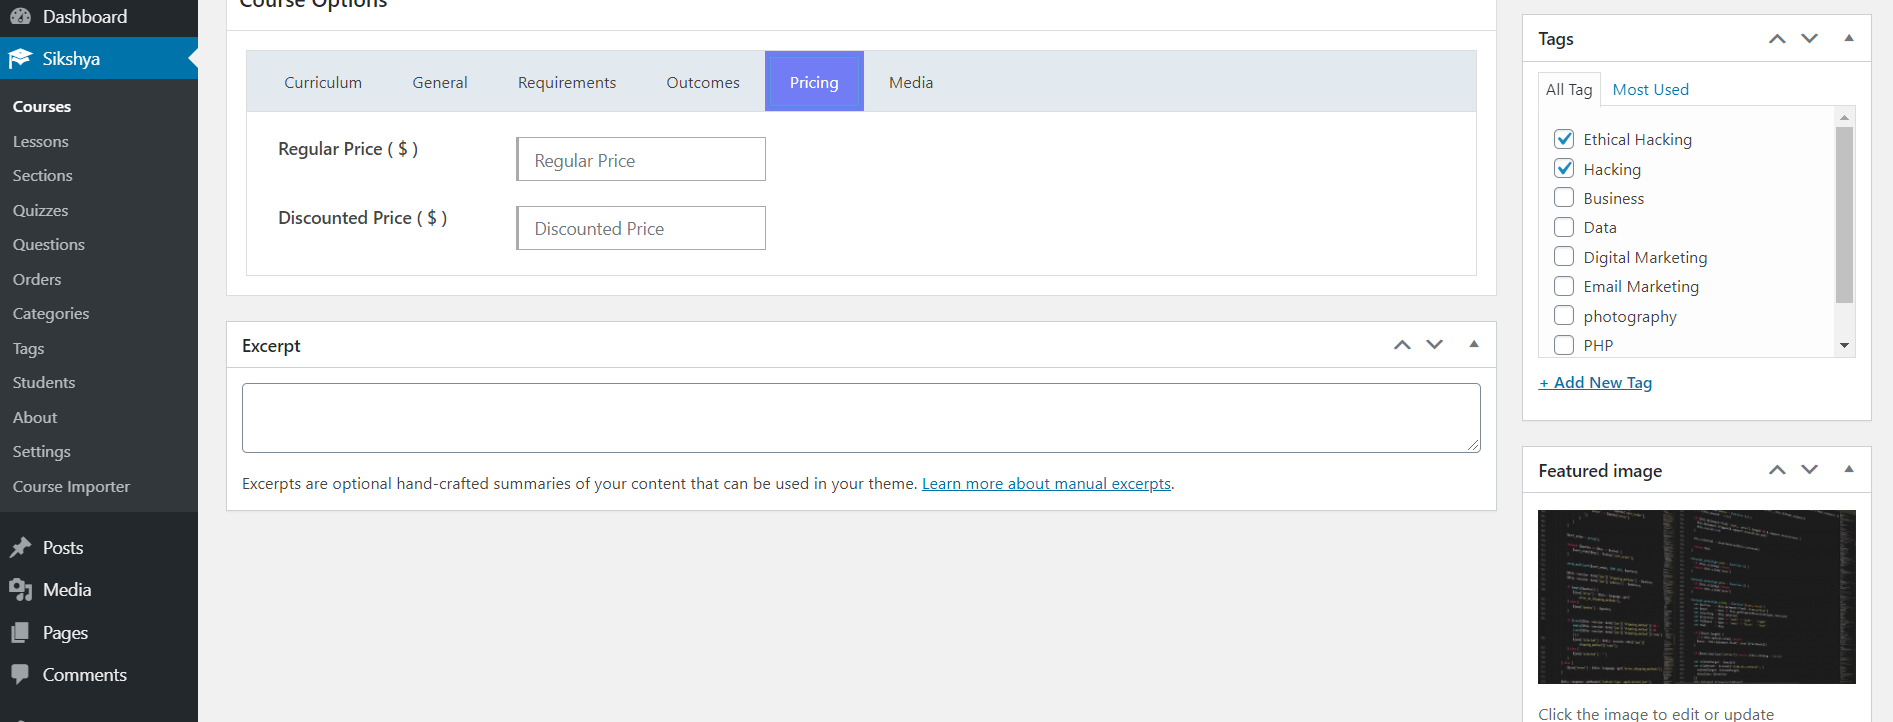 Dashboard
Sikshya
Courses
Lessons
Sections
Quizzes
Questions
Orders
Categories
Tags
Students
About
Settings
Course Importer
Posts
Media
Pages
Comments
Course Options
Curriculum General Requirements Outcomes Pricing Media
Regular Price ( $ ) Regular Price
Discounted Price ( $ ) Discounted Price
Excerpt
Excerpts are optional hand-crafted summaries of your content that can be used in your theme. Learn more about manual excerpts.
Tags
All Tag Most Used
Ethical Hacking
Hacking
Business
Data
Digital Marketing
Email Marketing
photography
PHP
+ Add New Tag
Featured image
Click the image to edit or update